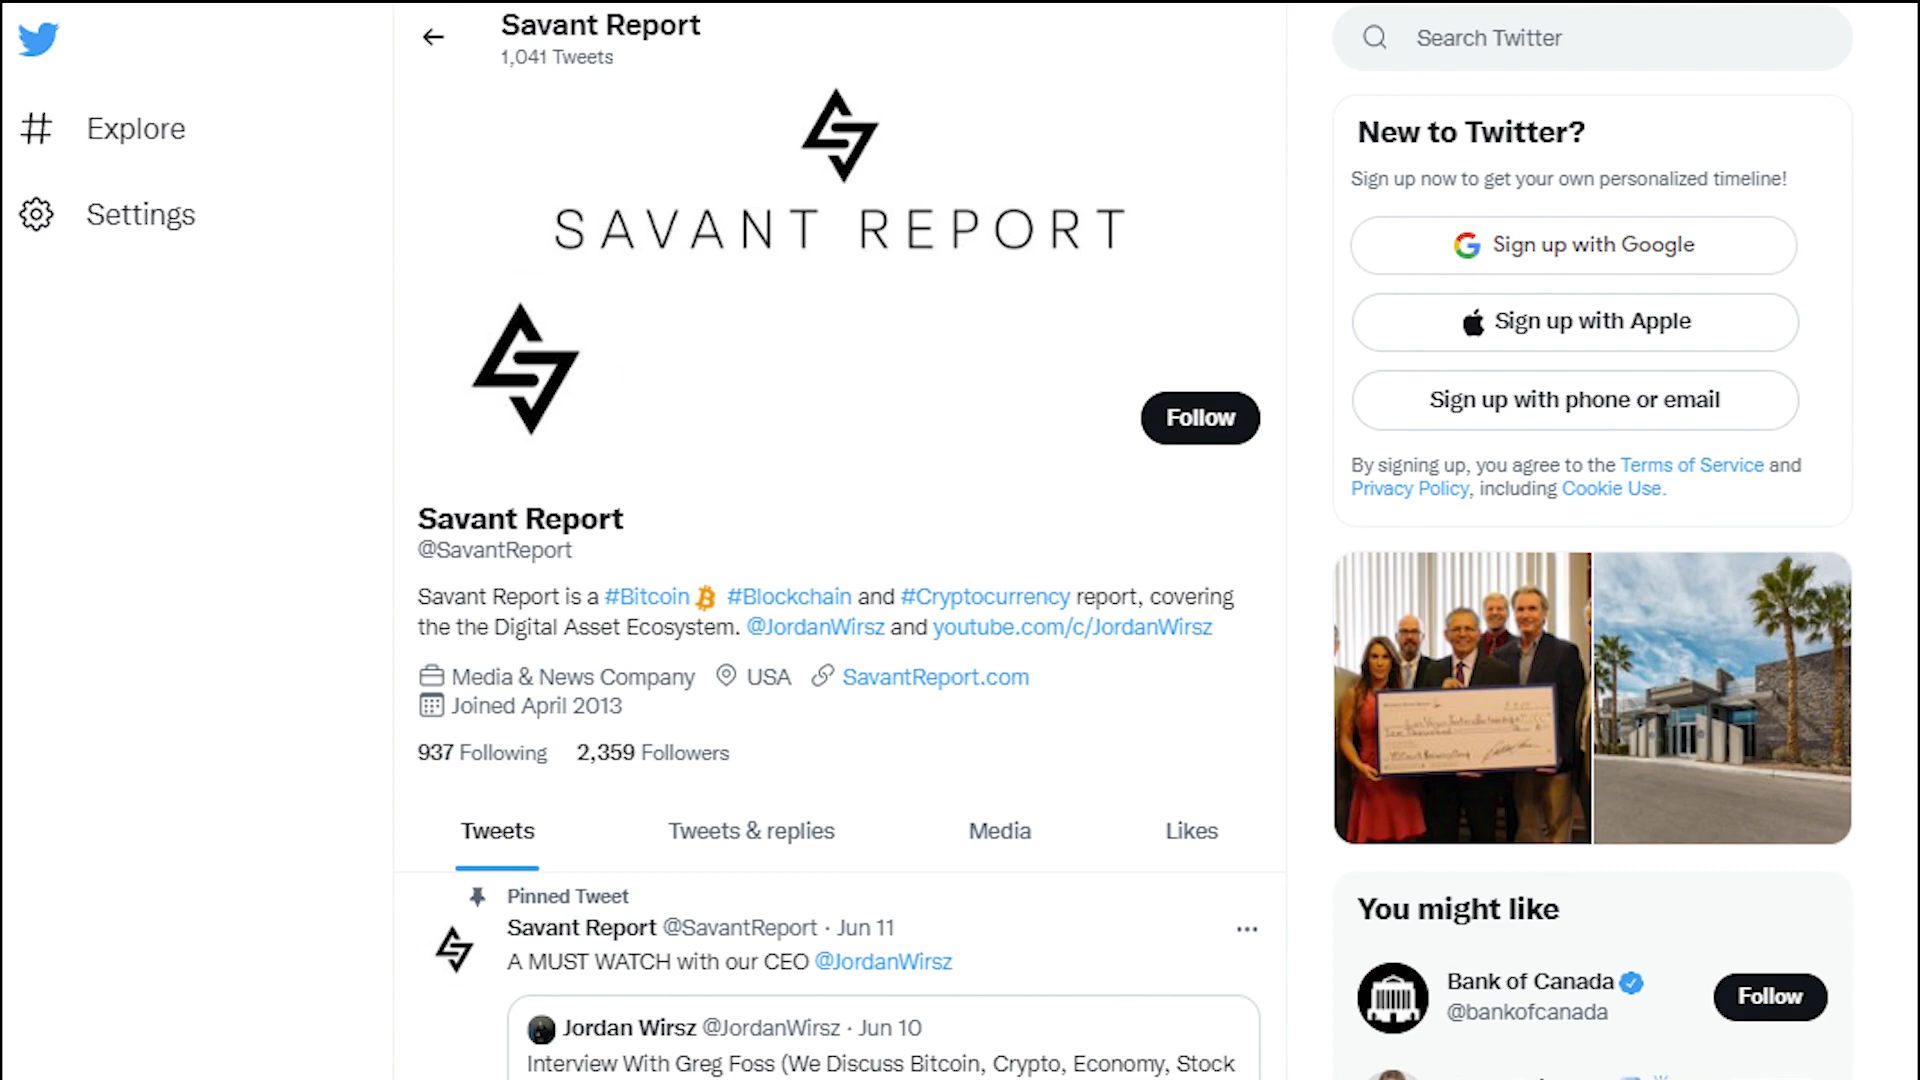 Savant Report
1,041 Tweets
Search Twitter
Explore
Settings
SAVANT REPORT
New to Twitter?
Sign up now to get your own personalized timeline!
Sign up with Google
Sign up with Apple
Sign up with phone or email
By signing up, you agree to the Terms of Service and
Privacy Policy, including Cookie Use.
Follow
Savant Report
@SavantReport
Savant Report is a #Bitcoin #Blockchain and #Cryptocurrency report, covering
the the Digital Asset Ecosystem. @JordanWirsz and youtube.com/c/JordanWirsz
Media & News Company USA SavantReport.com
Joined April 2013
937 Following 2,359 Followers
Tweets Tweets & replies Media Likes
Pinned Tweet
Savant Report @SavantReport · Jun 11
A MUST WATCH with our CEO @JordanWirsz
Jordan Wirsz @JordanWirsz · Jun 10
Interview With Greg Foss (We Discuss Bitcoin, Crypto, Economy, Stock
You might like
Bank of Canada
@bankofcanada
Follow